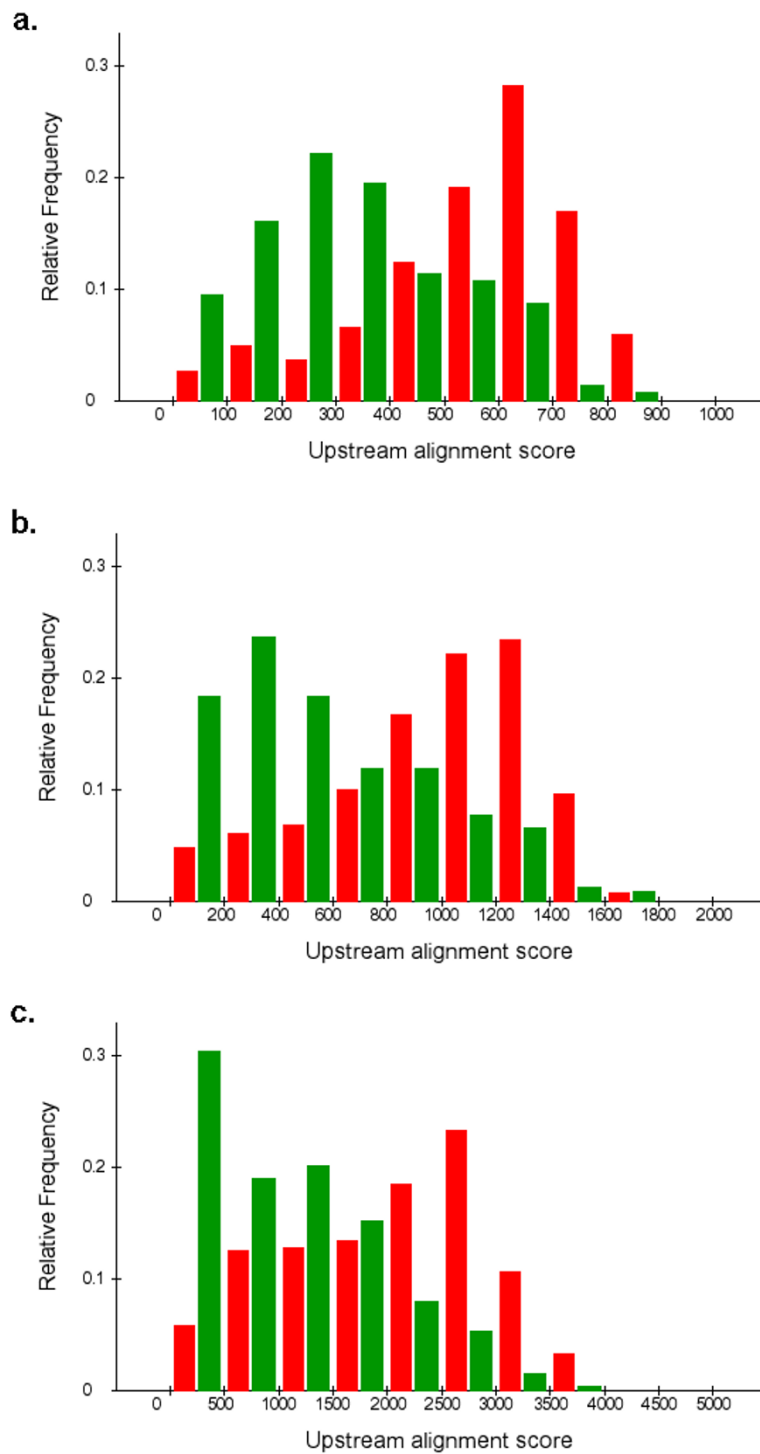 a.
0.3
0.2
0.1
0
Relative Frequency
0 100 200 300 400 500 600 700 800 900 1000
Upstream alignment score
b.
0.3
0.2
0.1
0
Relative Frequency
0 200 400 600 800 1000 1200 1400 1600 1800 2000
Upstream alignment score
c.
0.3
0.2
0.1
0
Relative Frequency
0 500 1000 1500 2000 2500 3000 3500 4000 4500 5000
Upstream alignment score